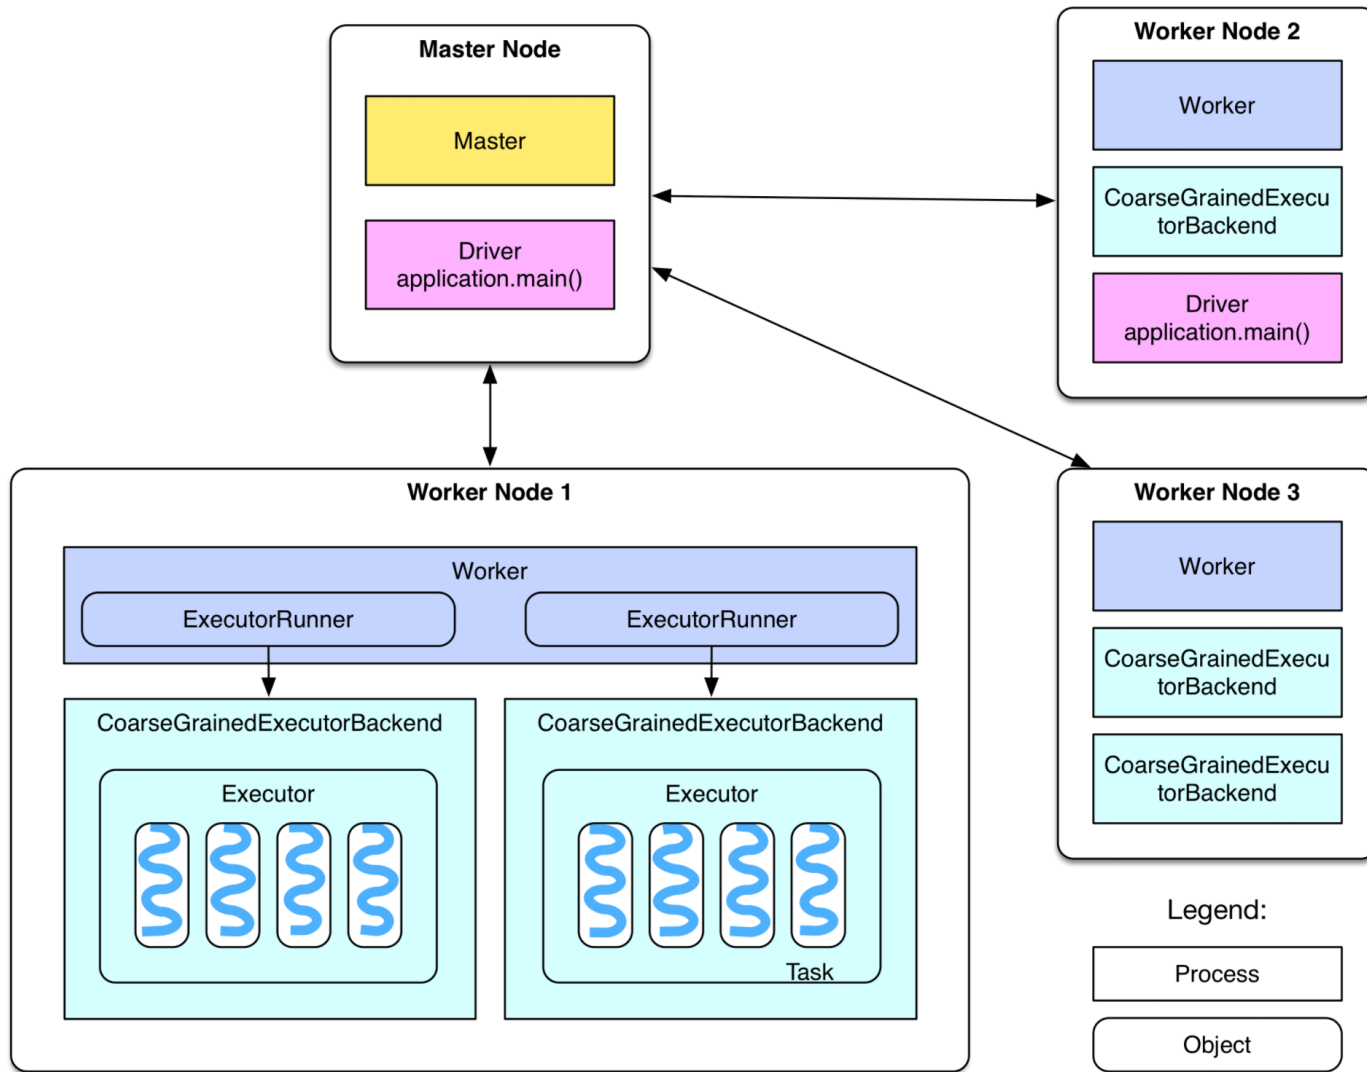 Master Node
Master
Driver
application.main()
Worker Node 2
Worker
CoarseGrainedExecu
torBackend
Driver
application.main()
Worker Node 1
Worker
ExecutorRunner
ExecutorRunner
CoarseGrainedExecutorBackend
Executor
CoarseGrainedExecutorBackend
Executor
Task
Worker Node 3
Worker
CoarseGrainedExecu
torBackend
CoarseGrainedExecu
torBackend
Legend:
Process
Object